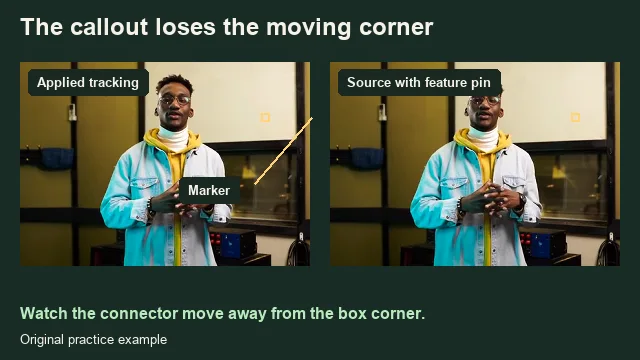 The callout loses the moving corner
Applied tracking
Source with feature pin
Marker
Watch the connector move away from the box corner.
Original practice example